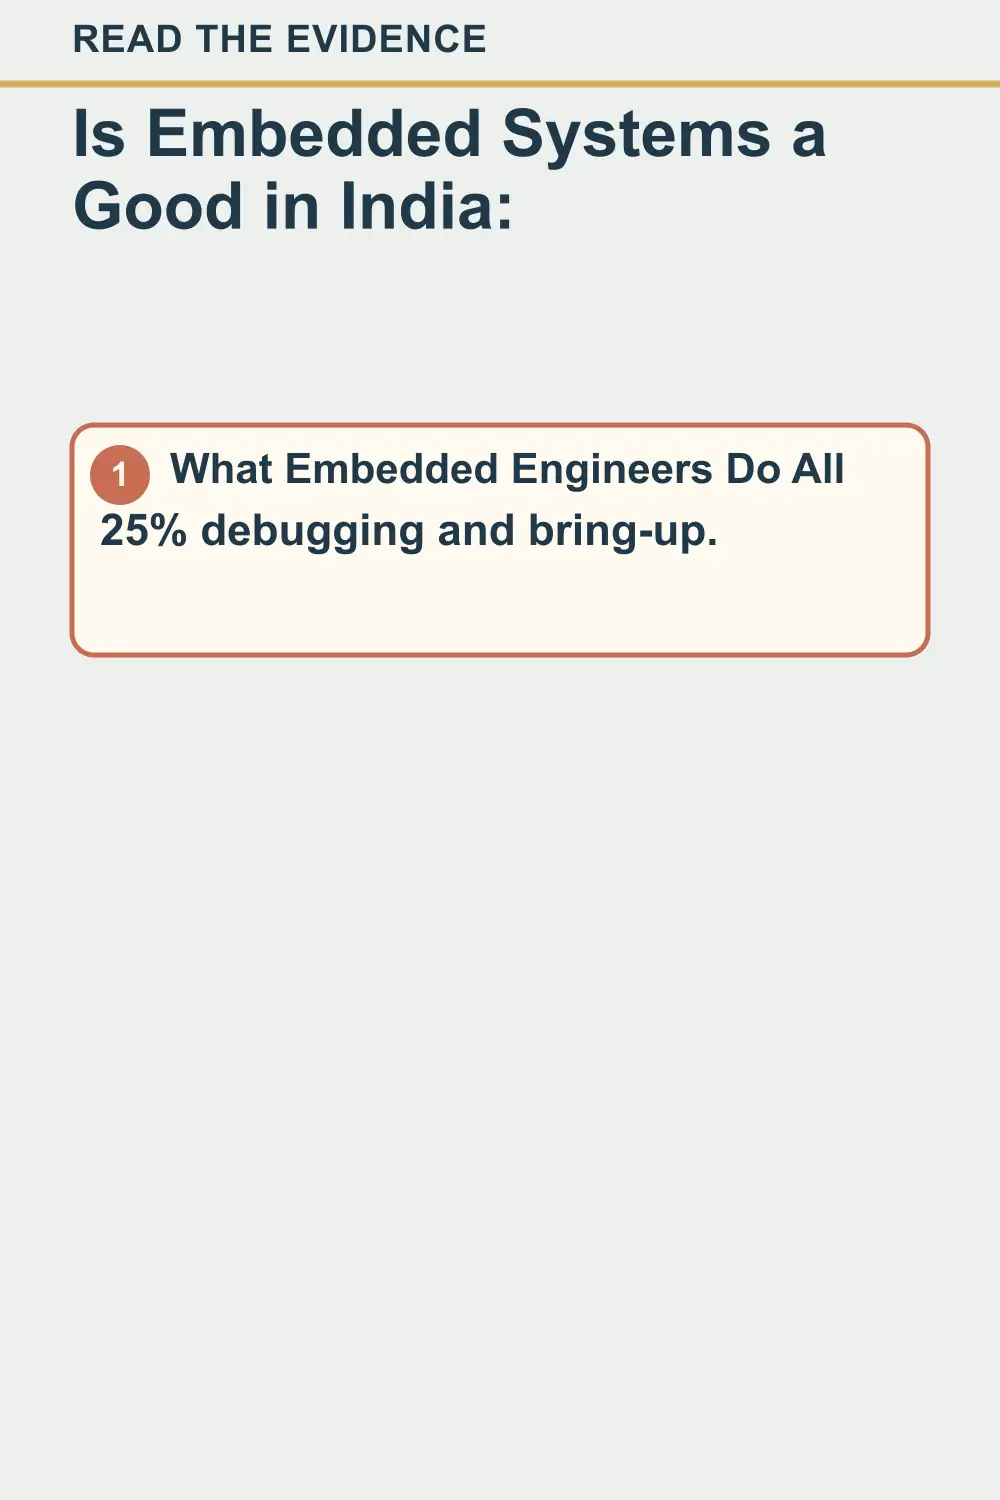 READ THE EVIDENCE
Is Embedded Systems a
Good in India:
1 What Embedded Engineers Do All
25% debugging and bring-up.